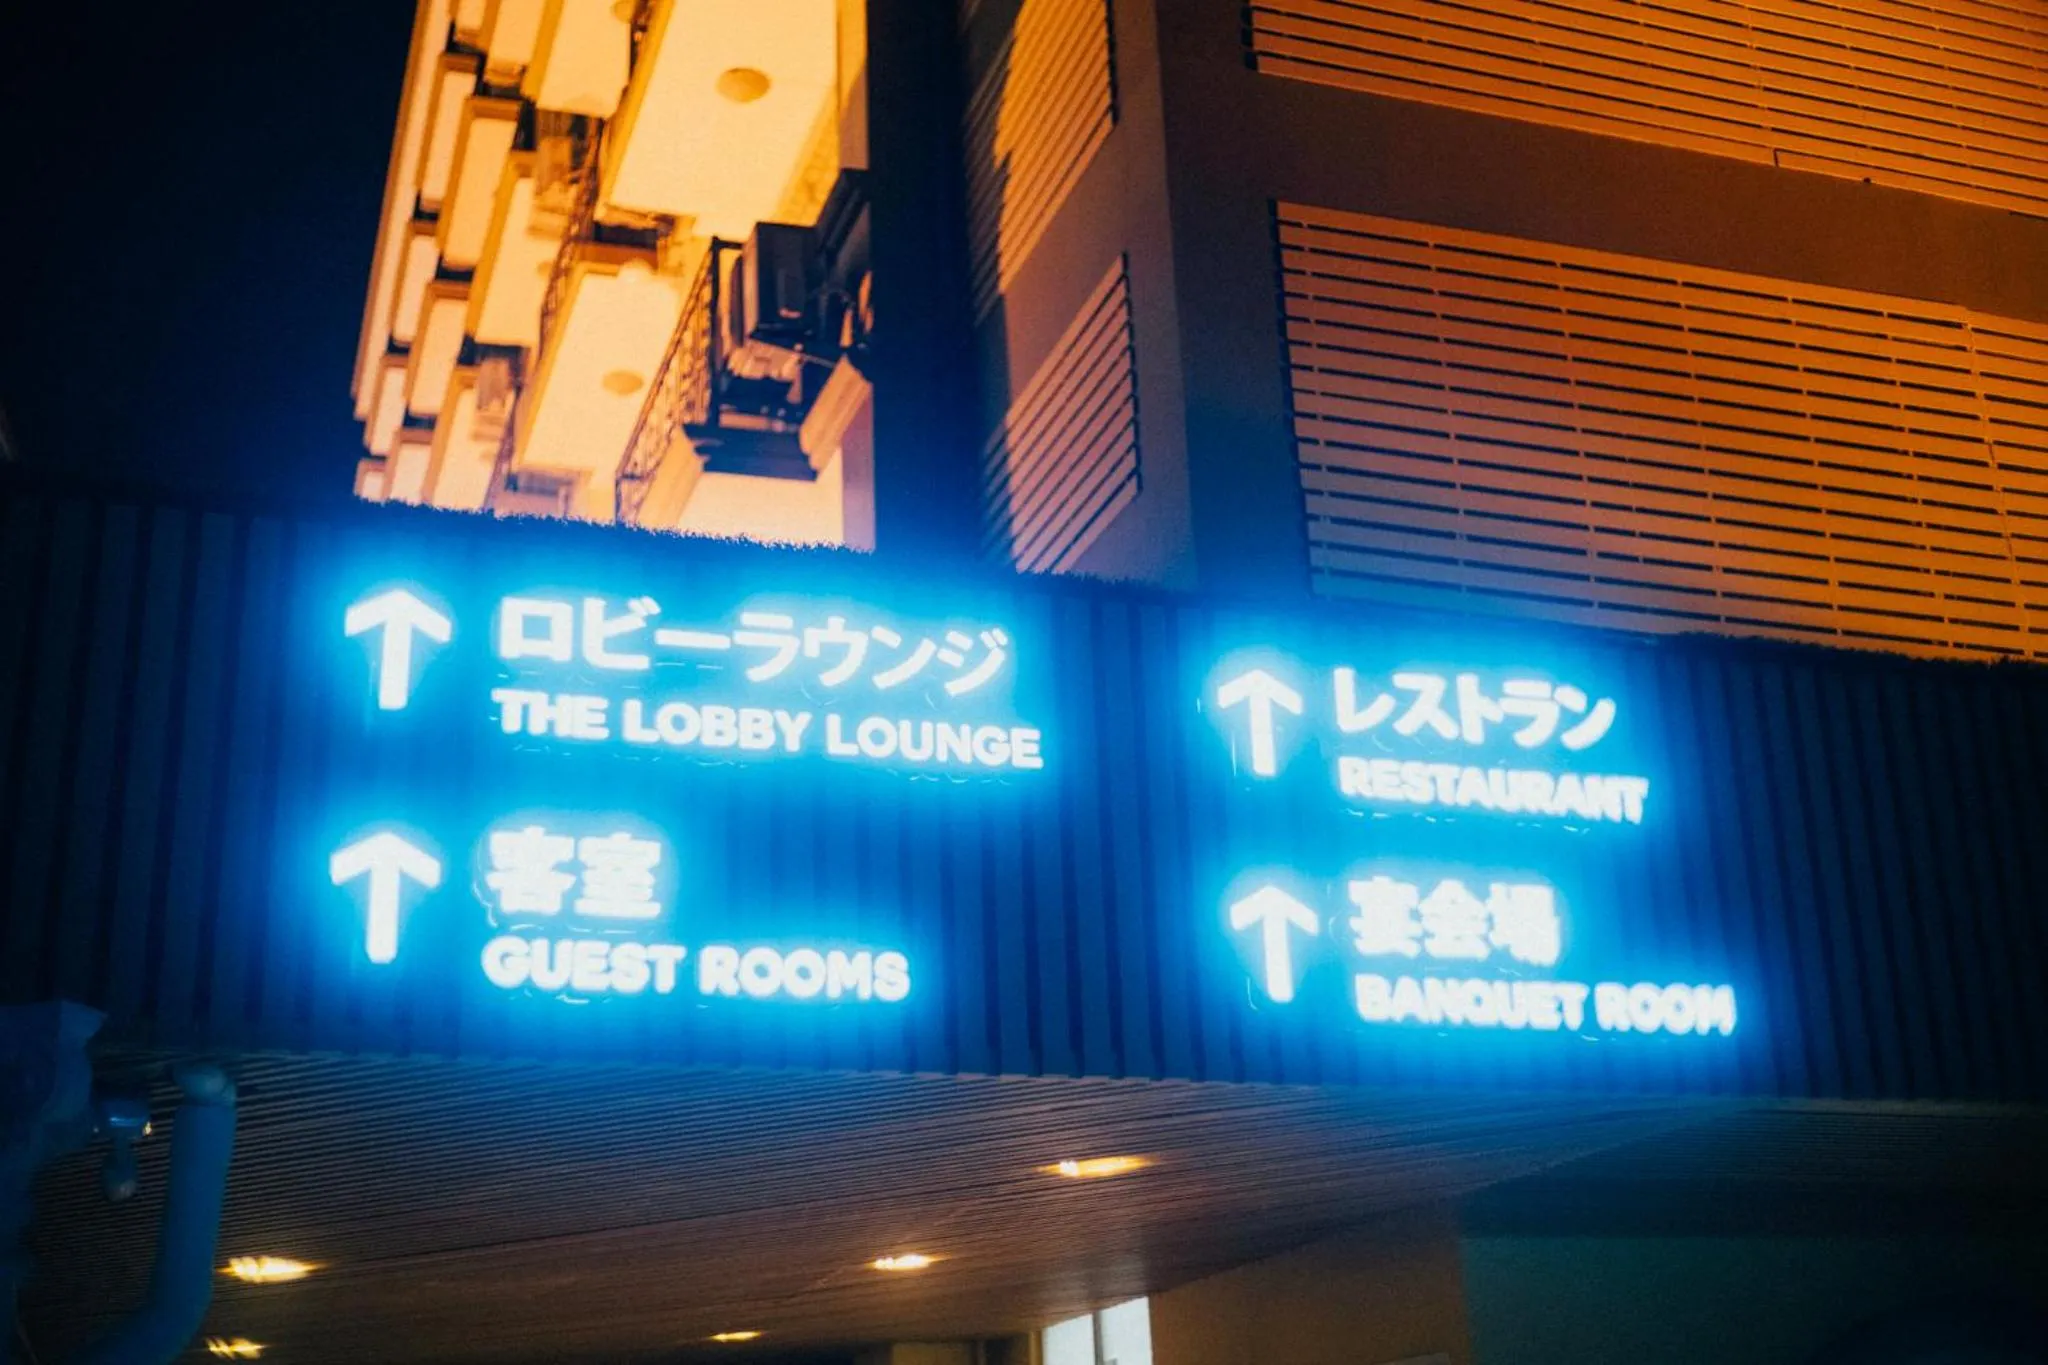 ↑ ロビーラウンジ
THE LOBBY LOUNGE
↑ 客室
GUEST ROOMS
↑ レストラン
RESTAURANT
↑ 宴会場
BANQUET ROOM